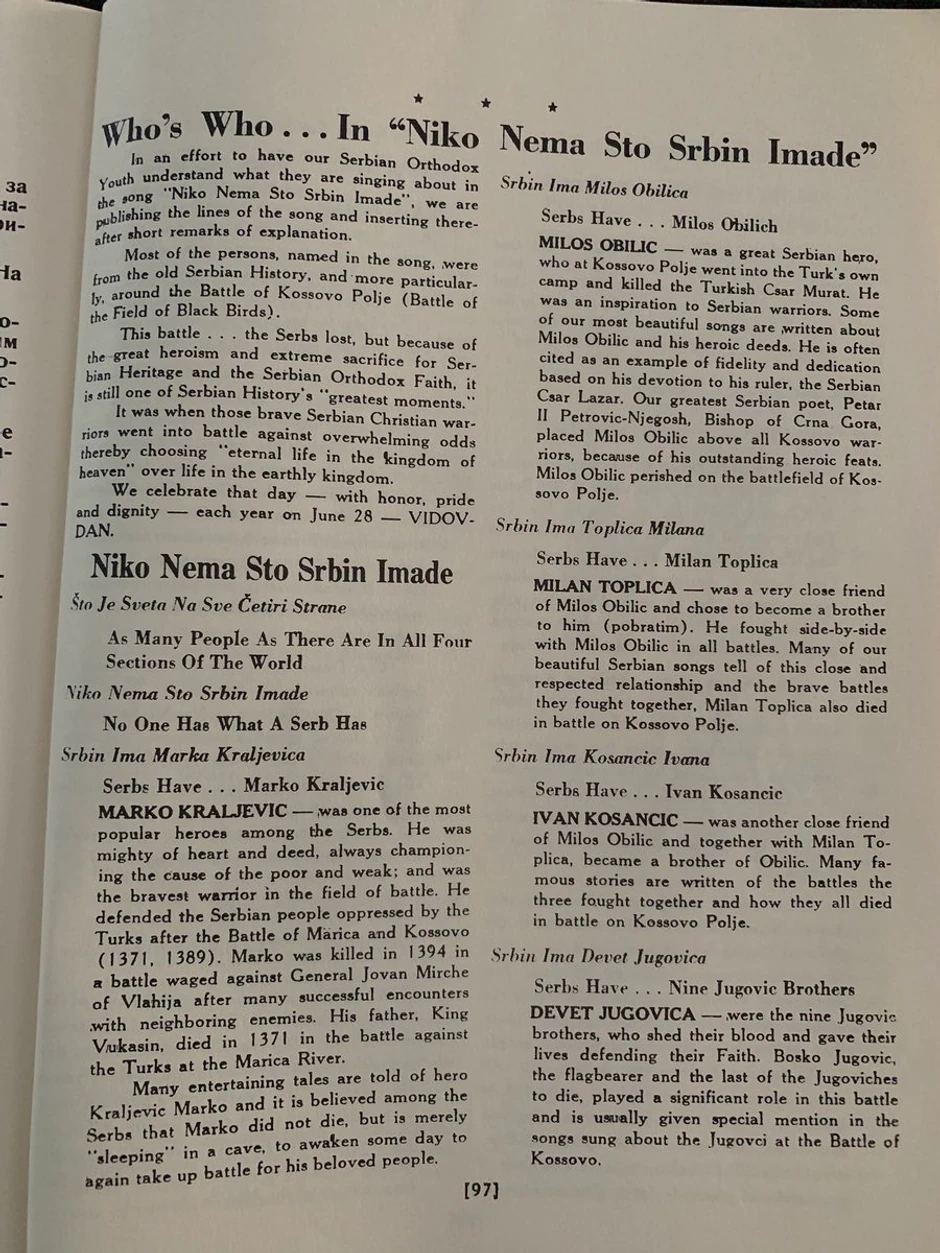 за
на-
ри-
На
о-
ім
о-
с-
е
★ ★ ★
Who's Who . . . In “Niko Nema Sto Srbin Imade”
In an effort to have our Serbian Orthodox
Youth understand what they are singing about in
the song "Niko Nema Sto Srbin Imade", we are
publishing the lines of the song and inserting there-
after short remarks of explanation.
Most of the persons, named in the song, were
from the old Serbian History, and more particular-
ly, around the Battle of Kossovo Polje (Battle of
the Field of Black Birds).
This battle . . . the Serbs lost, but because of
the great heroism and extreme sacrifice for Ser-
bian Heritage and the Serbian Orthodox Faith, it
is still one of Serbian History's "greatest moments."
It was when those brave Serbian Christian war-
riors went into battle against overwhelming odds
thereby choosing "eternal life in the kingdom of
heaven" over life in the earthly kingdom.
We celebrate that day — with honor, pride
and dignity — each year on June 28 — VIDOV-
DAN.
Niko Nema Sto Srbin Imade
Što Je Sveta Na Sve Četiri Strane
As Many People As There Are In All Four
Sections Of The World
Niko Nema Sto Srbin Imade
No One Has What A Serb Has
Srbin Ima Marka Kraljevica
Serbs Have . . . Marko Kraljevic
MARKO KRALJEVIC — was one of the most
popular heroes among the Serbs. He was
mighty of heart and deed, always champion-
ing the cause of the poor and weak; and was
the bravest warrior in the field of battle. He
defended the Serbian people oppressed by the
Turks after the Battle of Marica and Kossovo
(1371, 1389). Marko was killed in 1394 in
a battle waged against General Jovan Mirche
of Vlahija after many successful encounters
with neighboring enemies. His father, King
Vukasin, died in 1371 in the battle against
the Turks at the Marica River.
Many entertaining tales are told of hero
Kraljevic Marko and it is believed among the
Serbs that Marko did not die, but is merely
"sleeping" in a cave, to awaken some day to
again take up battle for his beloved people.
Srbin Ima Milos Obilica
Serbs Have . . . Milos Obilich
MILOS OBILIC — was a great Serbian hero,
who at Kossovo Polje went into the Turk's own
camp and killed the Turkish Csar Murat. He
was an inspiration to Serbian warriors. Some
of our most beautiful songs are written about
Milos Obilic and his heroic deeds. He is often
cited as an example of fidelity and dedication
based on his devotion to his ruler, the Serbian
Csar Lazar. Our greatest Serbian poet, Petar
II Petrovic-Njegosh, Bishop of Crna Gora,
placed Milos Obilic above all Kossovo war-
riors, because of his outstanding heroic feats.
Milos Obilic perished on the battlefield of Kos-
sovo Polje.
Srbin Ima Toplica Milana
Serbs Have . . . Milan Toplica
MILAN TOPLICA — was a very close friend
of Milos Obilic and chose to become a brother
to him (pobratim). He fought side-by-side
with Milos Obilic in all battles. Many of our
beautiful Serbian songs tell of this close and
respected relationship and the brave battles
they fought together, Milan Toplica also died
in battle on Kossovo Polje.
Srbin Ima Kosancic Ivana
Serbs Have . . . Ivan Kosancic
IVAN KOSANCIC — was another close friend
of Milos Obilic and together with Milan To-
plica, became a brother of Obilic. Many fa-
mous stories are written of the battles the
three fought together and how they all died
in battle on Kossovo Polje.
Srbin Ima Devet Jugovica
Serbs Have . . . Nine Jugovic Brothers
DEVET JUGOVICA — were the nine Jugovic
brothers, who shed their blood and gave their
lives defending their Faith. Bosko Jugovic,
the flagbearer and the last of the Jugoviches
to die, played a significant role in this battle
and is usually given special mention in the
songs sung about the Jugovci at the Battle of
Kossovo.
[97]